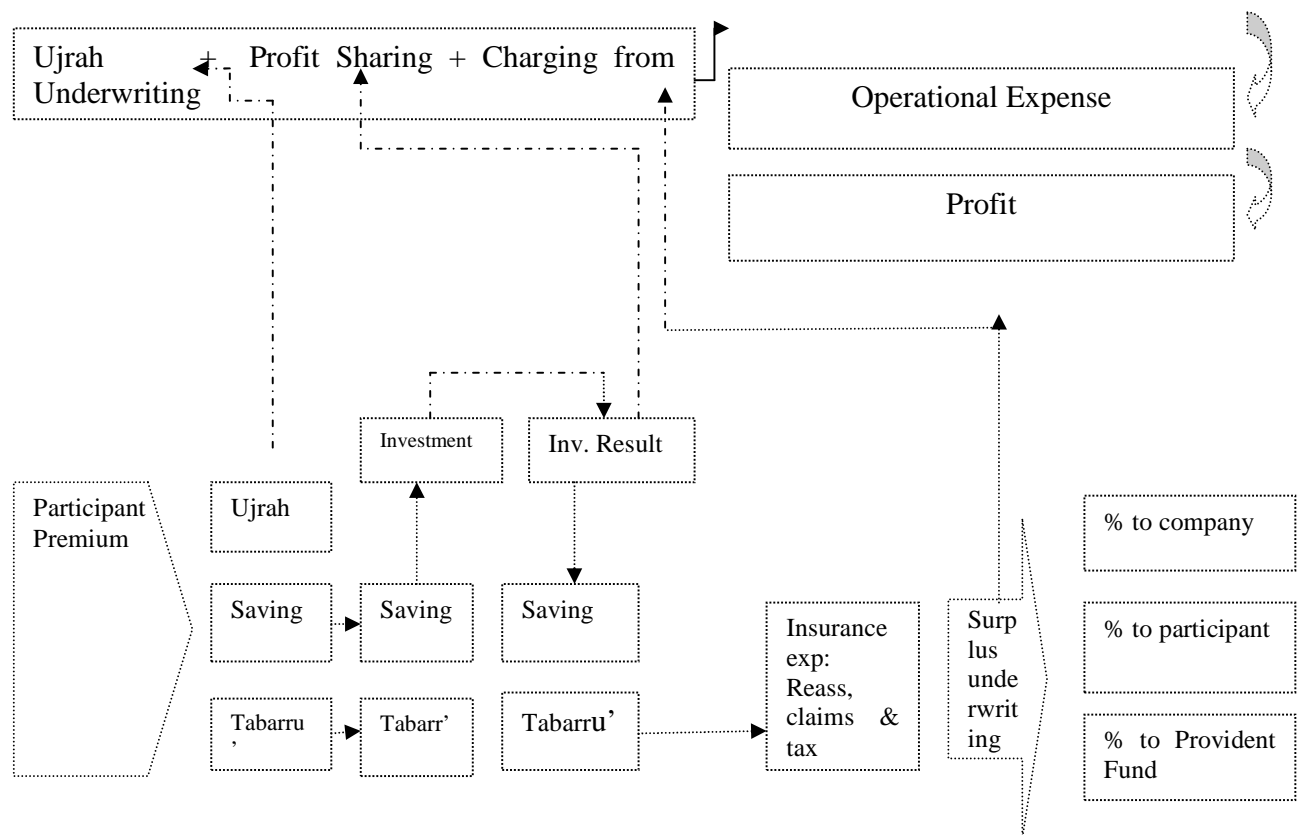 Ujrah + Profit Sharing + Charging from
Underwriting
Operational Expense
Profit
Investment
Inv. Result
Participant
Premium
Ujrah
Saving
Saving
Saving
Tabarru
’
Tabarr’
Tabarru’
Insurance
exp:
Reass,
claims &
tax
Surp
lus
unde
rwrit
ing
% to company
% to participant
% to Provident
Fund